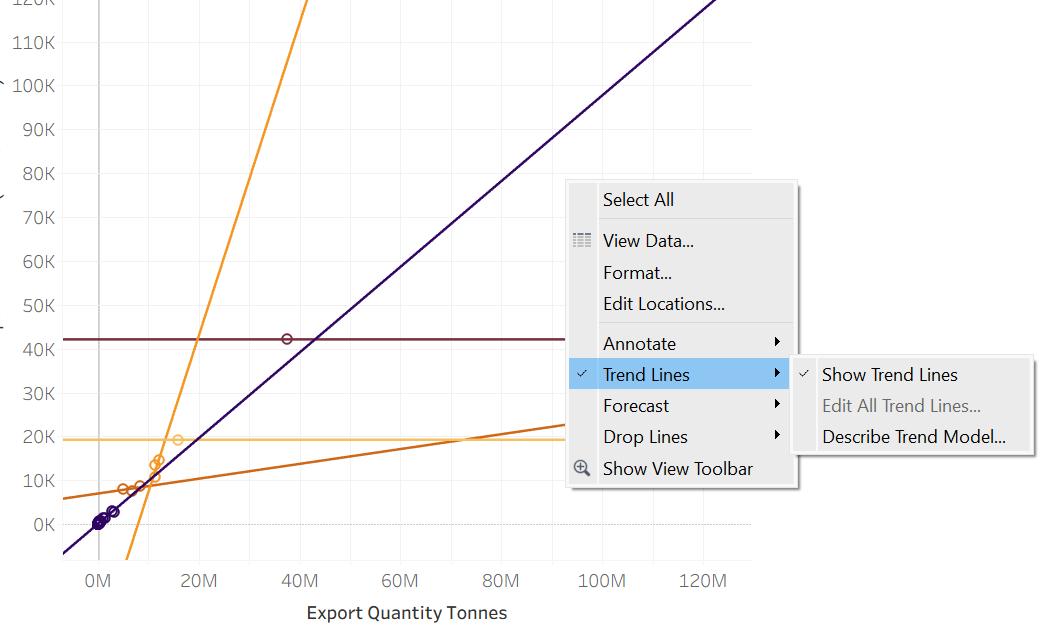 120K
110K
100K
90K
80K
70K
60K
50K
40K
30K
20K
10K
0K
0M 20M 40M 60M 80M 100M 120M
Export Quantity Tonnes
Select All
View Data...
Format...
Edit Locations...
Annotate
Trend Lines
Forecast
Drop Lines
Show View Toolbar
Show Trend Lines
Edit All Trend Lines...
Describe Trend Model...